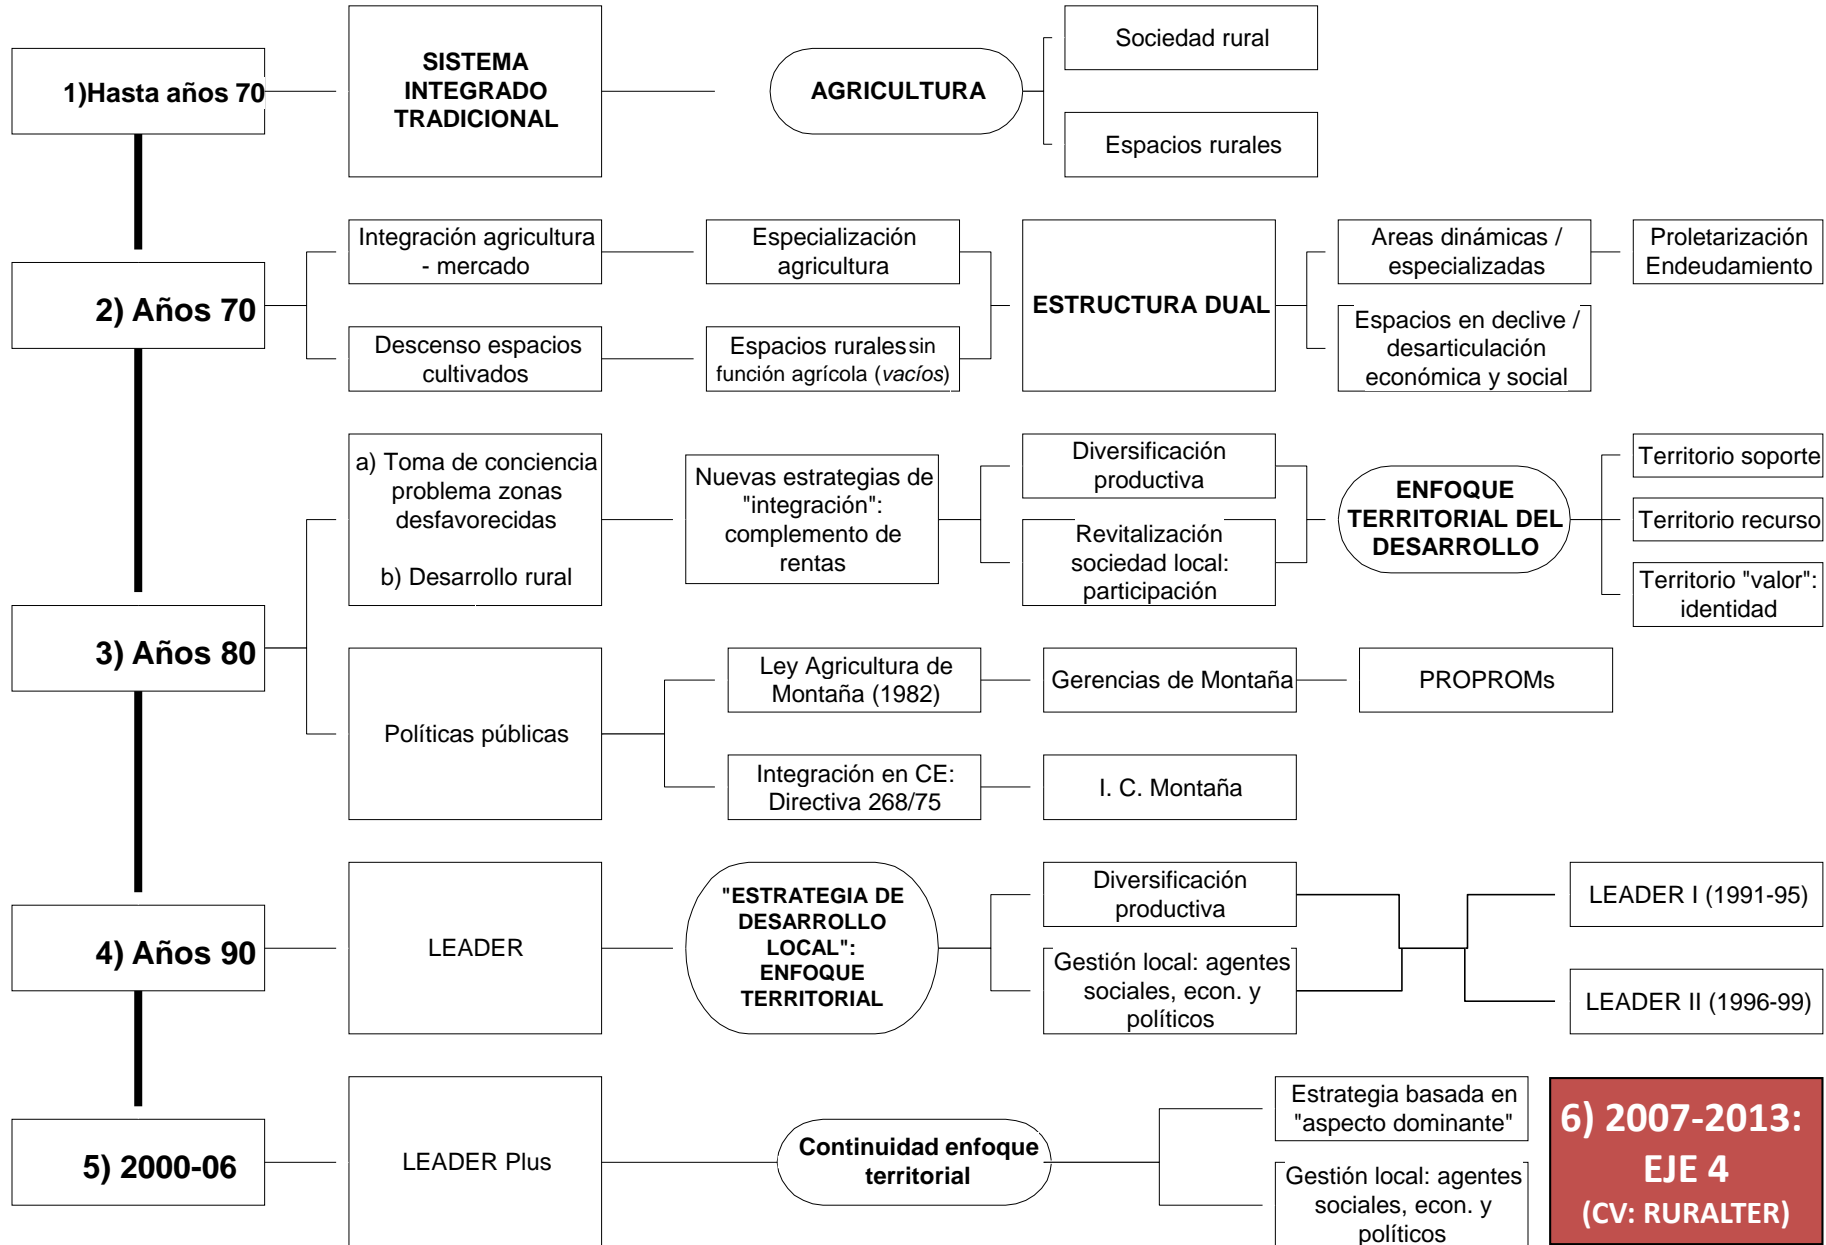 1)Hasta años 70
SISTEMA
INTEGRADO
TRADICIONAL
AGRICULTURA
Sociedad rural
Espacios rurales
2) Años 70
Integración agricultura
- mercado
Descenso espacios
cultivados
Especialización
agricultura
Espacios rurales sin
función agrícola (vacíos)
ESTRUCTURA DUAL
Areas dinámicas /
especializadas
Espacios en declive /
desarticulación
económica y social
Proletarización
Endeudamiento
3) Años 80
a) Toma de conciencia
problema zonas
desfavorecidas
b) Desarrollo rural
Nuevas estrategias de
"integración":
complemento de
rentas
Diversificación
productiva
Revitalización
sociedad local:
participación
ENFOQUE
TERRITORIAL DEL
DESARROLLO
Territorio soporte
Territorio recurso
Territorio "valor":
identidad
Políticas públicas
Ley Agricultura de
Montaña (1982)
Gerencias de Montaña
PROPROMs
Integración en CE:
Directiva 268/75
I. C. Montaña
4) Años 90
LEADER
"ESTRATEGIA DE
DESARROLLO
LOCAL":
ENFOQUE
TERRITORIAL
Diversificación
productiva
Gestión local: agentes
sociales, econ. y
políticos
LEADER I (1991-95)
LEADER II (1996-99)
5) 2000-06
LEADER Plus
Continuidad enfoque
territorial
Estrategia basada en
"aspecto dominante"
Gestión local: agentes
sociales, econ. y
políticos
6) 2007-2013:
EJE 4
(CV: RURALTER)